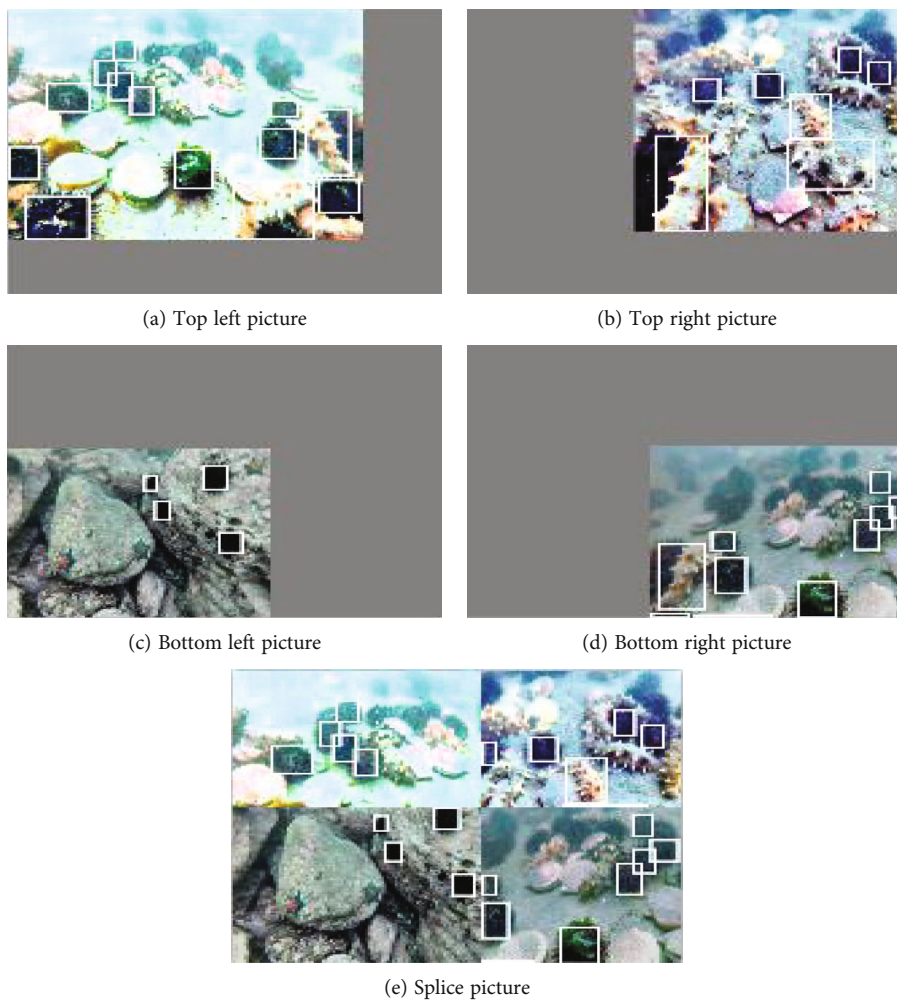 (a) Top left picture
(b) Top right picture
(c) Bottom left picture
(d) Bottom right picture
(e) Splice picture